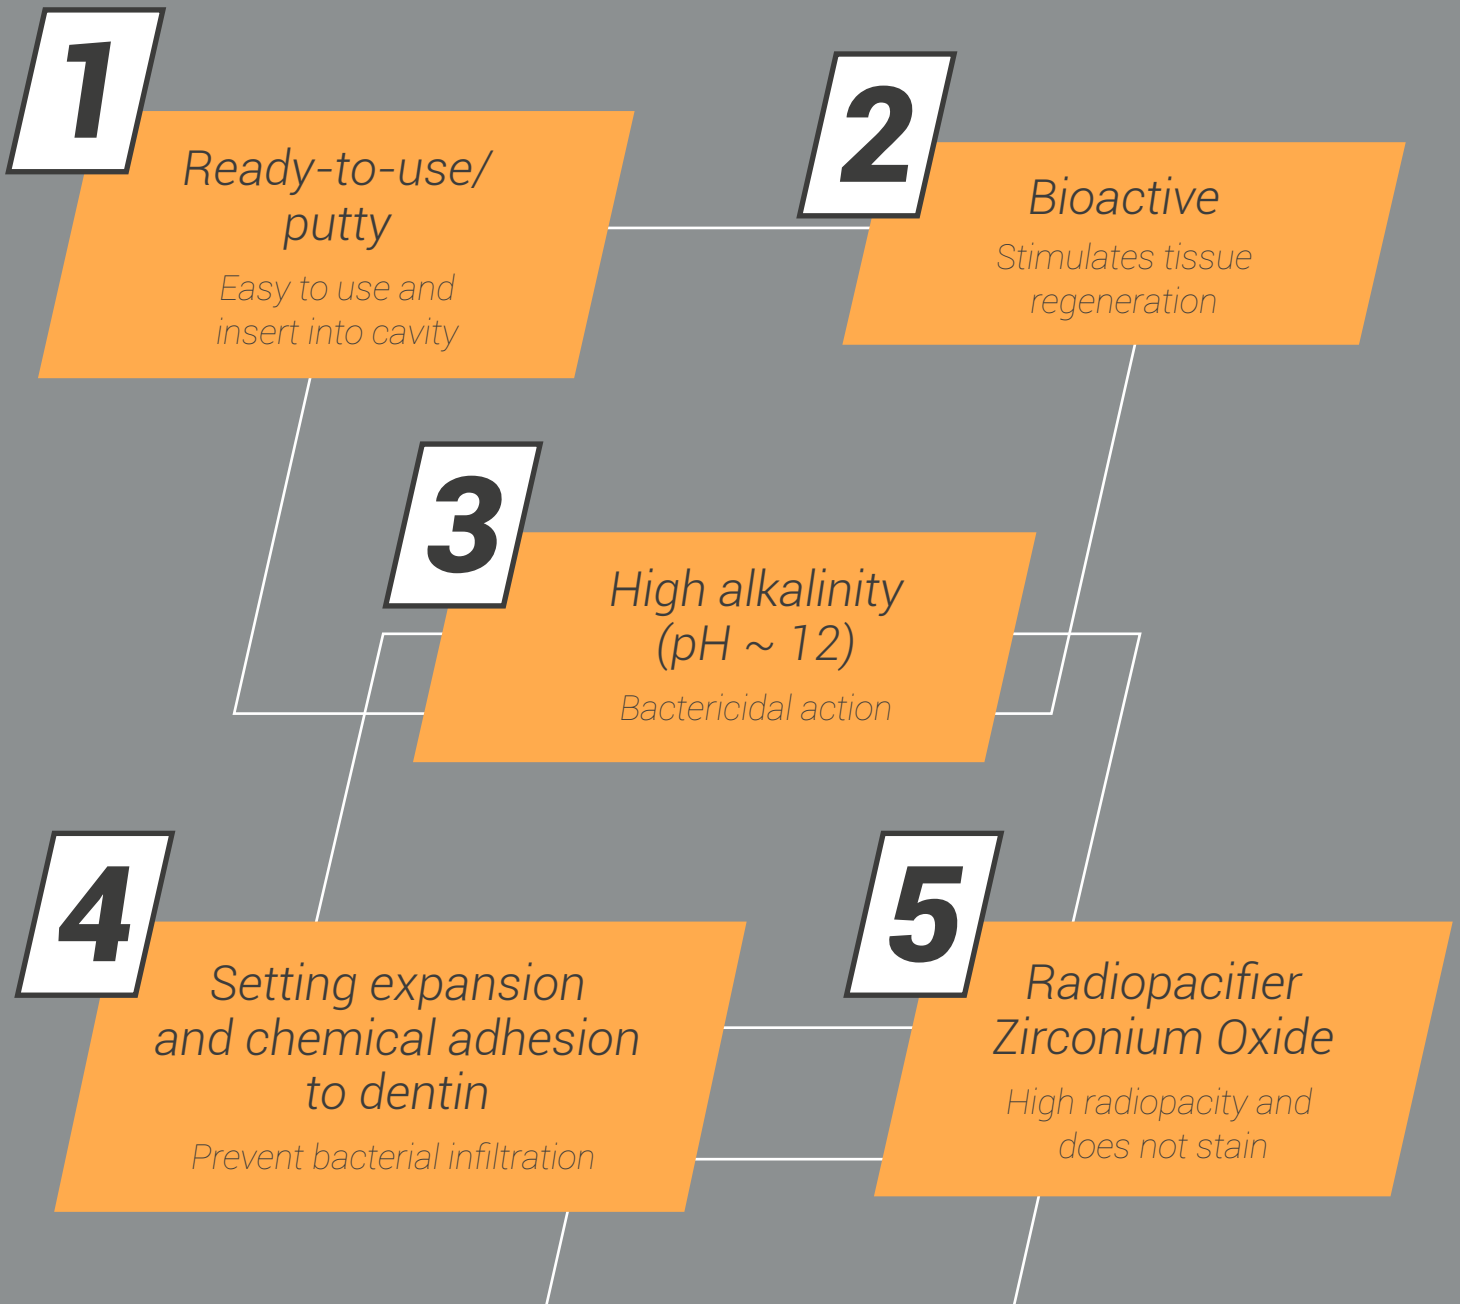 1
Ready-to-use/
putty
Easy to use and
insert into cavity
2
Bioactive
Stimulates tissue
regeneration
3
High alkalinity
(pH ~ 12)
Bactericidal action
4
Setting expansion
and chemical adhesion
to dentin
Prevent bacterial infiltration
5
Radiopacifier
Zirconium Oxide
High radiopacity and
does not stain